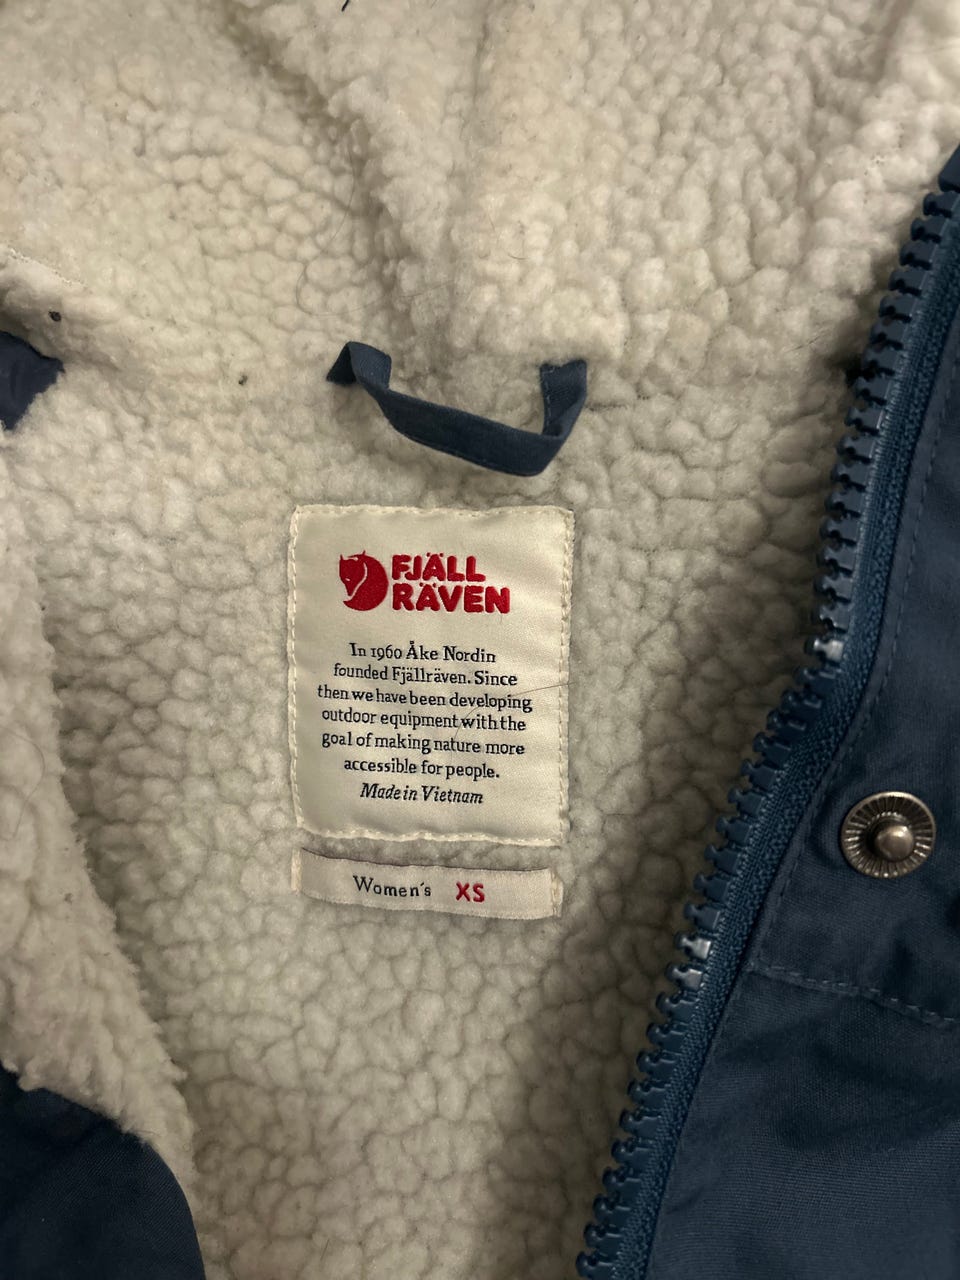 FJÄLL
RÄVEN
In 1960 Åke Nordin
founded Fjällräven. Since
then we have been developing
outdoor equipment with the
goal of making nature more
accessible for people.
Made in Vietnam
Women's XS